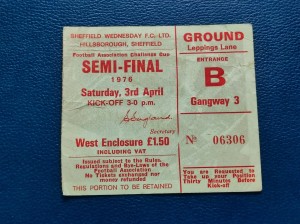 SHEFFIELD WEDNESDAY F.C. LTD.
HILLSBOROUGH, SHEFFIELD
Football Association Challenge Cup
SEMI-FINAL
1976
Saturday, 3rd April
KICK-OFF 3-0 p.m.
Secretary
West Enclosure £1.50
INCLUDING VAT
Issued subject to the Rules,
Regulations and Bye-Laws of the
Football Association
No Tickets exchanged nor
money refunded
THIS PORTION TO BE RETAINED
GROUND
Leppings Lane
ENTRANCE
B
Gangway 3
No 06306
You are Requested to
Take up your Position
Thirty Minutes Before
Kick-off